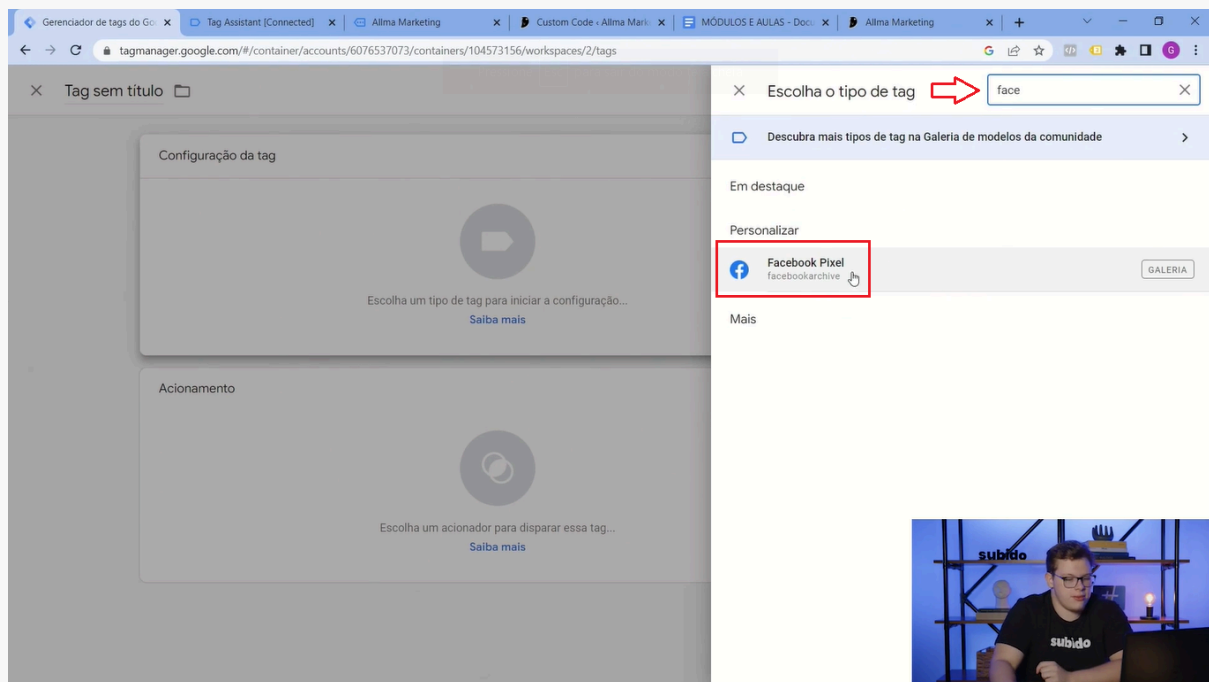 Gerenciador de tags do Goo
Tag Assistant [Connected]
Allma Marketing
Custom Code ‹ Allma Mark
MÓDULOS E AULAS - Docu
Allma Marketing
tagmanager.google.com/#/container/accounts/6076537073/containers/104573156/workspaces/2/tags
G
Tag sem título
Escolha o tipo de tag
face
Descubra mais tipos de tag na Galeria de modelos da comunidade
Configuração da tag
Em destaque
Personalizar
Facebook Pixel
facebookarchive
GALERIA
Escolha um tipo de tag para iniciar a configuração...
Saiba mais
Mais
Acionamento
Escolha um acionador para disparar essa tag...
Saiba mais
subido
subido